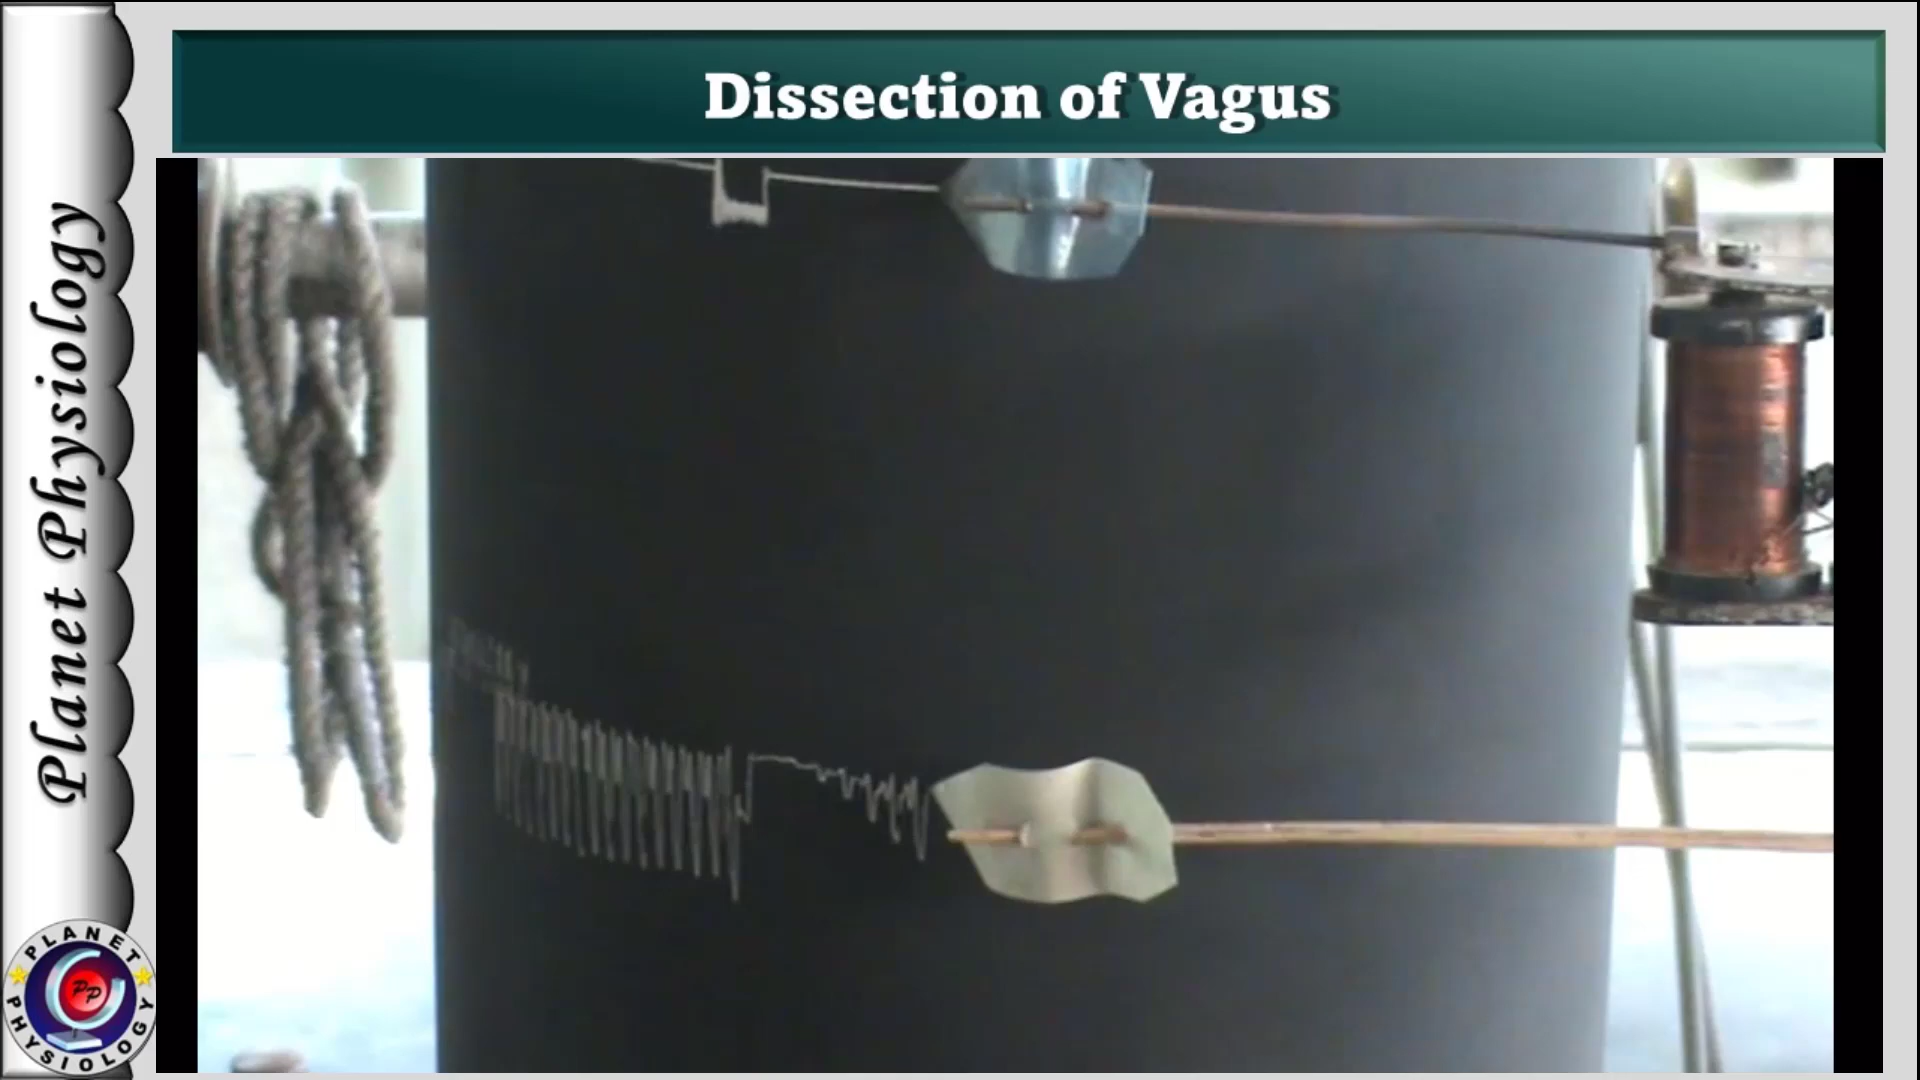 Dissection of Vagus
Planet Physiology
PLANET
PP
PHYSIOLOGY